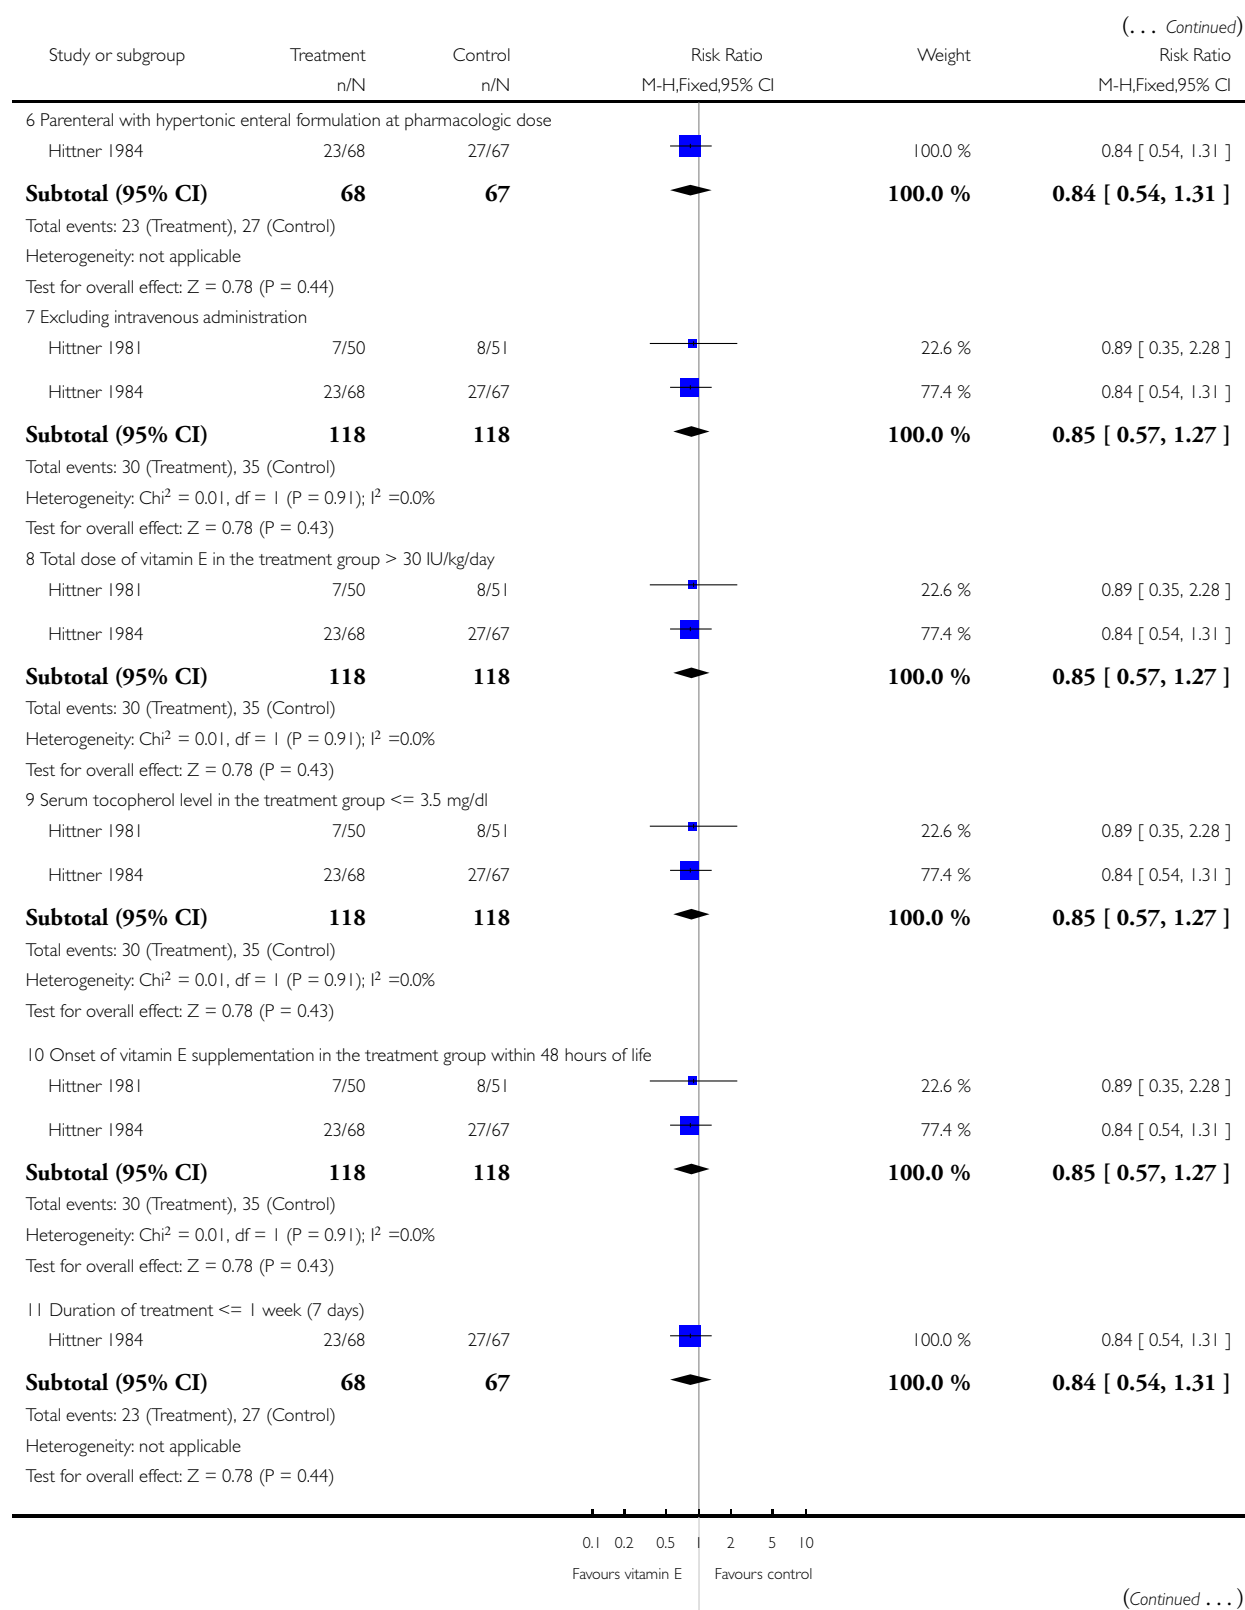 (... Continued)
Study or subgroup Treatment Control Risk Ratio Weight Risk Ratio
n/N n/N M-H,Fixed,95% CI M-H,Fixed,95% CI
6 Parenteral with hypertonic enteral formulation at pharmacologic dose
Hittner 1984 23/68 27/67 100.0 % 0.84 [ 0.54, 1.31 ]
Subtotal (95% CI) 68 67 100.0 % 0.84 [ 0.54, 1.31 ]
Total events: 23 (Treatment), 27 (Control)
Heterogeneity: not applicable
Test for overall effect: Z = 0.78 (P = 0.44)
7 Excluding intravenous administration
Hittner 1981 7/50 8/51 22.6 % 0.89 [ 0.35, 2.28 ]
Hittner 1984 23/68 27/67 77.4 % 0.84 [ 0.54, 1.31 ]
Subtotal (95% CI) 118 118 100.0 % 0.85 [ 0.57, 1.27 ]
Total events: 30 (Treatment), 35 (Control)
Heterogeneity: Chi² = 0.01, df = 1 (P = 0.91); I² =0.0%
Test for overall effect: Z = 0.78 (P = 0.43)
8 Total dose of vitamin E in the treatment group > 30 IU/kg/day
Hittner 1981 7/50 8/51 22.6 % 0.89 [ 0.35, 2.28 ]
Hittner 1984 23/68 27/67 77.4 % 0.84 [ 0.54, 1.31 ]
Subtotal (95% CI) 118 118 100.0 % 0.85 [ 0.57, 1.27 ]
Total events: 30 (Treatment), 35 (Control)
Heterogeneity: Chi² = 0.01, df = 1 (P = 0.91); I² =0.0%
Test for overall effect: Z = 0.78 (P = 0.43)
9 Serum tocopherol level in the treatment group <= 3.5 mg/dl
Hittner 1981 7/50 8/51 22.6 % 0.89 [ 0.35, 2.28 ]
Hittner 1984 23/68 27/67 77.4 % 0.84 [ 0.54, 1.31 ]
Subtotal (95% CI) 118 118 100.0 % 0.85 [ 0.57, 1.27 ]
Total events: 30 (Treatment), 35 (Control)
Heterogeneity: Chi² = 0.01, df = 1 (P = 0.91); I² =0.0%
Test for overall effect: Z = 0.78 (P = 0.43)
10 Onset of vitamin E supplementation in the treatment group within 48 hours of life
Hittner 1981 7/50 8/51 22.6 % 0.89 [ 0.35, 2.28 ]
Hittner 1984 23/68 27/67 77.4 % 0.84 [ 0.54, 1.31 ]
Subtotal (95% CI) 118 118 100.0 % 0.85 [ 0.57, 1.27 ]
Total events: 30 (Treatment), 35 (Control)
Heterogeneity: Chi² = 0.01, df = 1 (P = 0.91); I² =0.0%
Test for overall effect: Z = 0.78 (P = 0.43)
11 Duration of treatment <= 1 week (7 days)
Hittner 1984 23/68 27/67 100.0 % 0.84 [ 0.54, 1.31 ]
Subtotal (95% CI) 68 67 100.0 % 0.84 [ 0.54, 1.31 ]
Total events: 23 (Treatment), 27 (Control)
Heterogeneity: not applicable
Test for overall effect: Z = 0.78 (P = 0.44)
0.1 0.2 0.5 1 2 5 10
Favours vitamin E Favours control
(Continued ...)